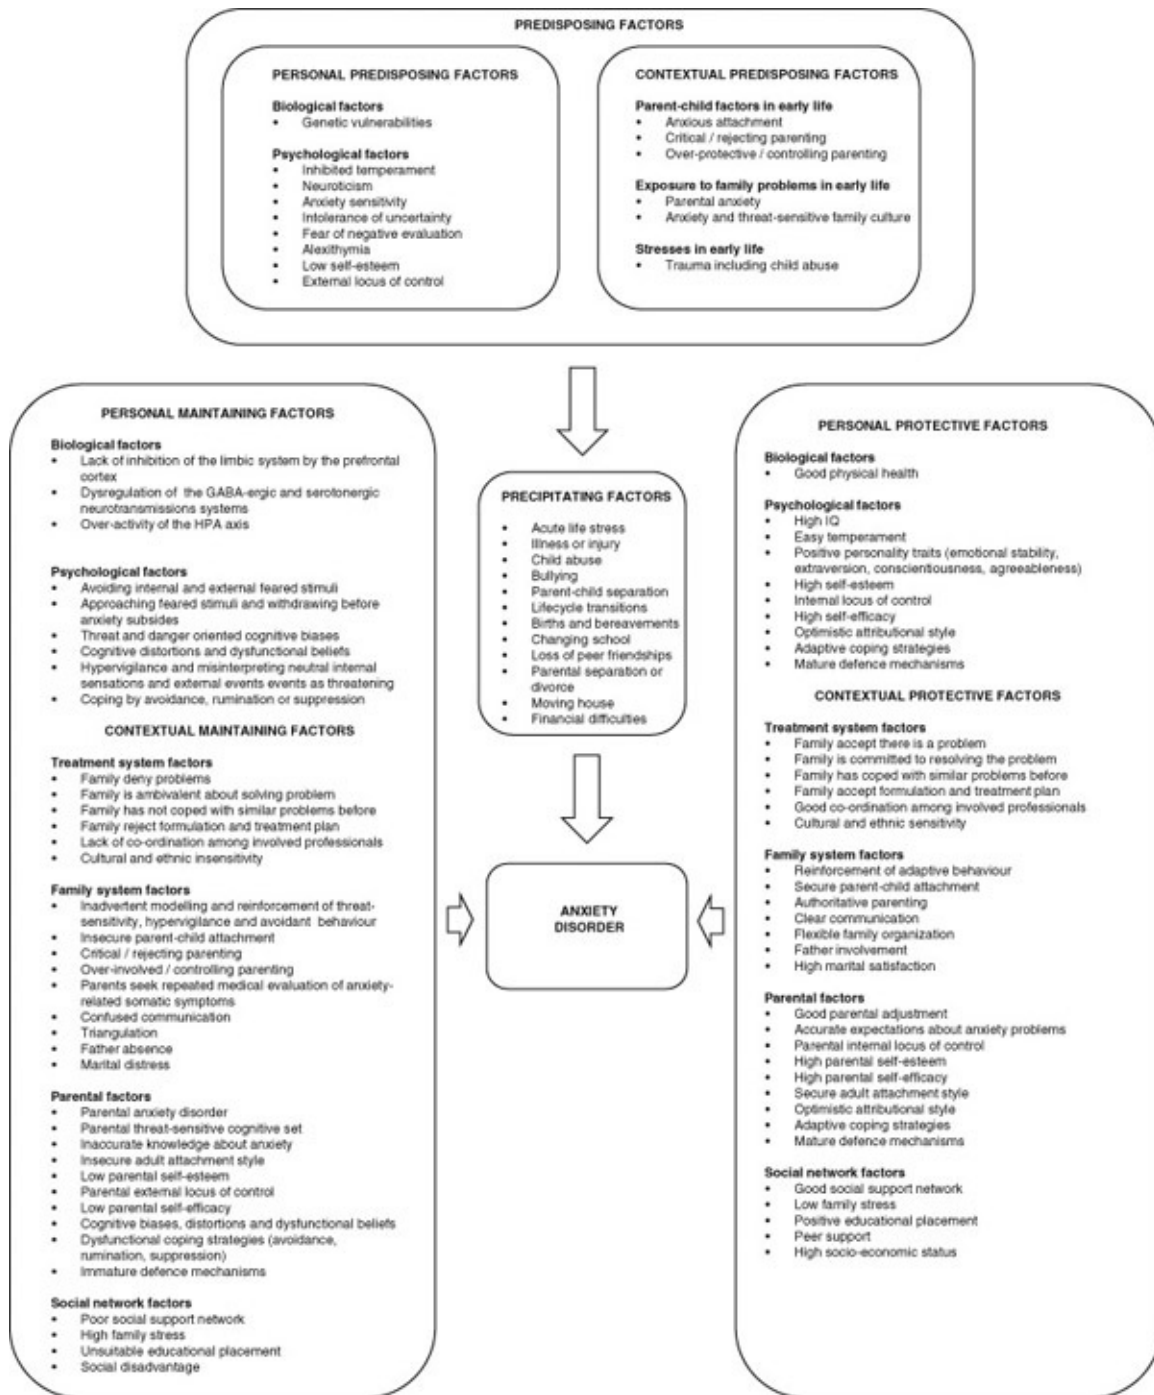 PREDISPOSING FACTORS
PERSONAL PREDISPOSING FACTORS
Biological factors
• Genetic vulnerabilities
Psychological factors
• Inhibited temperament
• Neuroticism
• Anxiety sensitivity
• Intolerance of uncertainty
• Fear of negative evaluation
• Alexithymia
• Low self-esteem
• External locus of control
CONTEXTUAL PREDISPOSING FACTORS
Parent-child factors in early life
• Anxious attachment
• Critical / rejecting parenting
• Over-protective / controlling parenting
Exposure to family problems in early life
• Parental anxiety
• Anxiety and threat-sensitive family culture
Stresses in early life
• Trauma including child abuse
PERSONAL MAINTAINING FACTORS
Biological factors
• Lack of inhibition of the limbic system by the prefrontal
cortex
• Dysregulation of the GABA-ergic and serotonergic
neurotransmissions systems
• Over-activity of the HPA axis
Psychological factors
• Avoiding internal and external feared stimuli
• Approaching feared stimuli and withdrawing before
anxiety subsides
• Threat and danger oriented cognitive biases
• Cognitive distortions and dysfunctional beliefs
• Hypervigilance and misinterpreting neutral internal
sensations and external events events as threatening
• Coping by avoidance, rumination or suppression
CONTEXTUAL MAINTAINING FACTORS
Treatment system factors
• Family deny problems
• Family is ambivalent about solving problem
• Family has not coped with similar problems before
• Family reject formulation and treatment plan
• Lack of co-ordination among involved professionals
• Cultural and ethnic insensitivity
Family system factors
• Inadvertent modelling and reinforcement of threat-
sensitivity, hypervigilance and avoidant behaviour
• Insecure parent-child attachment
• Critical / rejecting parenting
• Over-involved / controlling parenting
• Parents seek repeated medical evaluation of anxiety-
related somatic symptoms
• Confused communication
• Triangulation
• Father absence
• Marital distress
Parental factors
• Parental anxiety disorder
• Parental threat-sensitive cognitive set
• Inaccurate knowledge about anxiety
• Insecure adult attachment style
• Low parental self-esteem
• Parental external locus of control
• Low parental self-efficacy
• Cognitive biases, distortions and dysfunctional beliefs
• Dysfunctional coping strategies (avoidance,
rumination, suppression)
• Immature defence mechanisms
Social network factors
• Poor social support network
• High family stress
• Unsuitable educational placement
• Social disadvantage
PRECIPITATING FACTORS
• Acute life stress
• Illness or injury
• Child abuse
• Bullying
• Parent-child separation
• Lifecycle transitions
• Births and bereavements
• Changing school
• Loss of peer friendships
• Parental separation or
divorce
• Moving house
• Financial difficulties
ANXIETY
DISORDER
PERSONAL PROTECTIVE FACTORS
Biological factors
• Good physical health
Psychological factors
• High IQ
• Easy temperament
• Positive personality traits (emotional stability,
extraversion, conscientiousness, agreeableness)
• High self-esteem
• Internal locus of control
• High self-efficacy
• Optimistic attributional style
• Adaptive coping strategies
• Mature defence mechanisms
CONTEXTUAL PROTECTIVE FACTORS
Treatment system factors
• Family accept there is a problem
• Family is committed to resolving the problem
• Family has coped with similar problems before
• Family accept formulation and treatment plan
• Good co-ordination among involved professionals
• Cultural and ethnic sensitivity
Family system factors
• Reinforcement of adaptive behaviour
• Secure parent-child attachment
• Authoritative parenting
• Clear communication
• Flexible family organization
• Father involvement
• High marital satisfaction
Parental factors
• Good parental adjustment
• Accurate expectations about anxiety problems
• Parental internal locus of control
• High parental self-esteem
• High parental self-efficacy
• Secure adult attachment style
• Optimistic attributional style
• Adaptive coping strategies
• Mature defence mechanisms
Social network factors
• Good social support network
• Low family stress
• Positive educational placement
• Peer support
• High socio-economic status